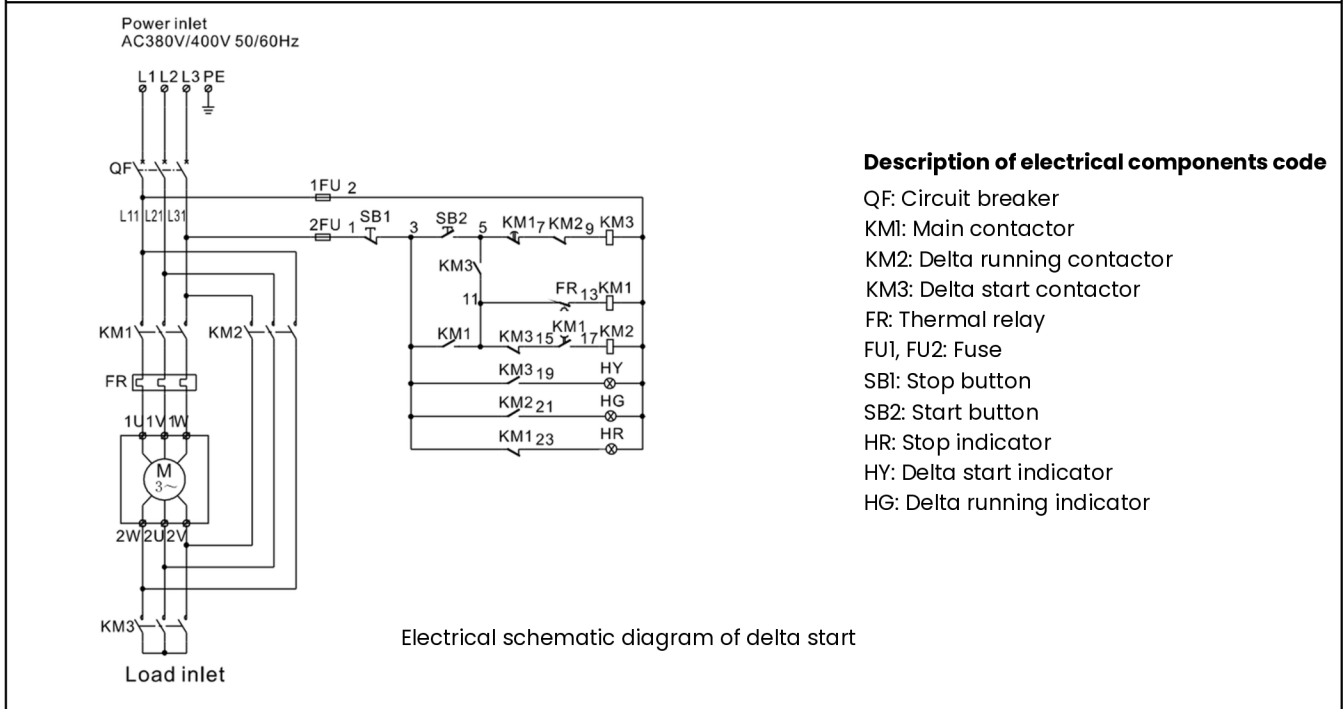 Power inlet
AC380V/400V 50/60Hz
L1 L2 L3 PE
QF
1FU 2
L11 L21 L31
2FU 1 SB1 3 SB2 5 KM1 7 KM2 9 KM3
KM3
11 FR 13 KM1
KM1 KM2
KM1 KM3 15 KM1 17 KM2
FR
KM3 19 HY
KM2 21 HG
1U 1V 1W
KM1 23 HR
M
3~
2W 2U 2V
KM3
Load inlet
Electrical schematic diagram of delta start
Description of electrical components code
QF: Circuit breaker
KM1: Main contactor
KM2: Delta running contactor
KM3: Delta start contactor
FR: Thermal relay
FU1, FU2: Fuse
SB1: Stop button
SB2: Start button
HR: Stop indicator
HY: Delta start indicator
HG: Delta running indicator